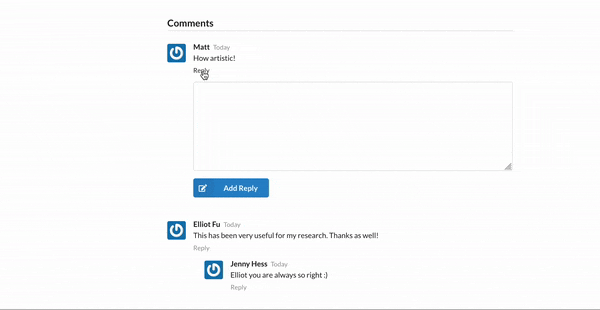 Comments
Matt Today
How artistic!
Reply
Add Reply
Elliot Fu Today
This has been very useful for my research. Thanks as well!
Reply
Jenny Hess Today
Elliot you are always so right ;)
Reply